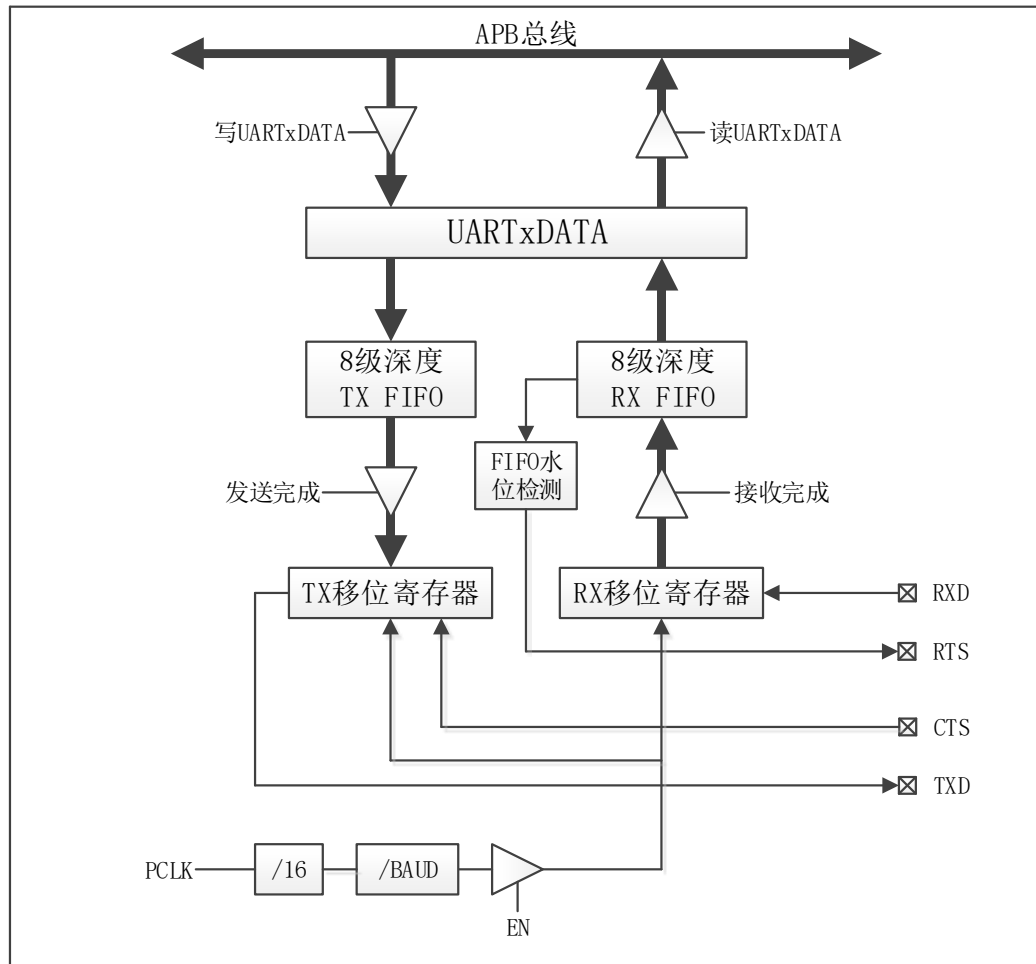 APB总线
写UARTxDATA
读UARTxDATA
UARTxDATA
8级深度
TX FIFO
8级深度
RX FIFO
FIFO水
位检测
发送完成
接收完成
TX移位寄存器
RX移位寄存器
RXD
RTS
CTS
TXD
PCLK
/16
/BAUD
EN